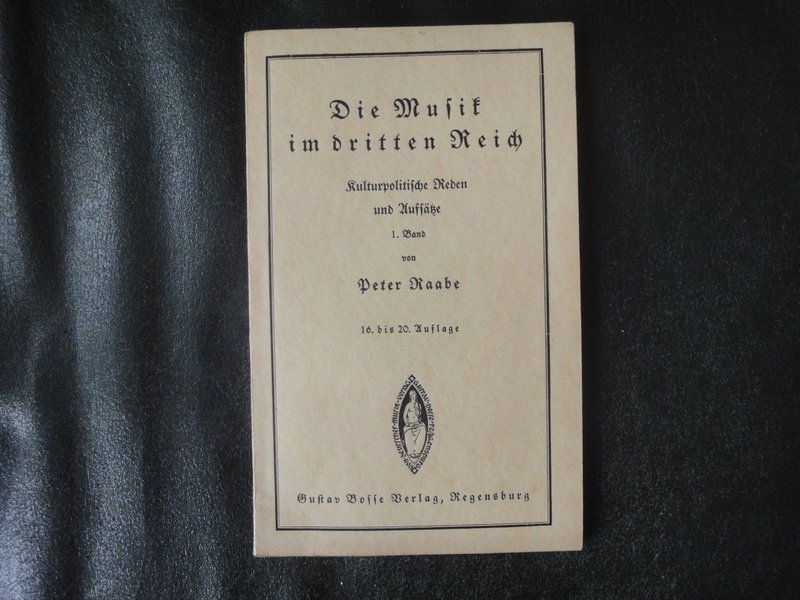 Die Musik
im dritten Reich
Kulturpolitische Reden
und Aufsätze
1. Band
von
Peter Raabe
16. bis 20. Auflage
Gustav Bosse Verlag, Regensburg